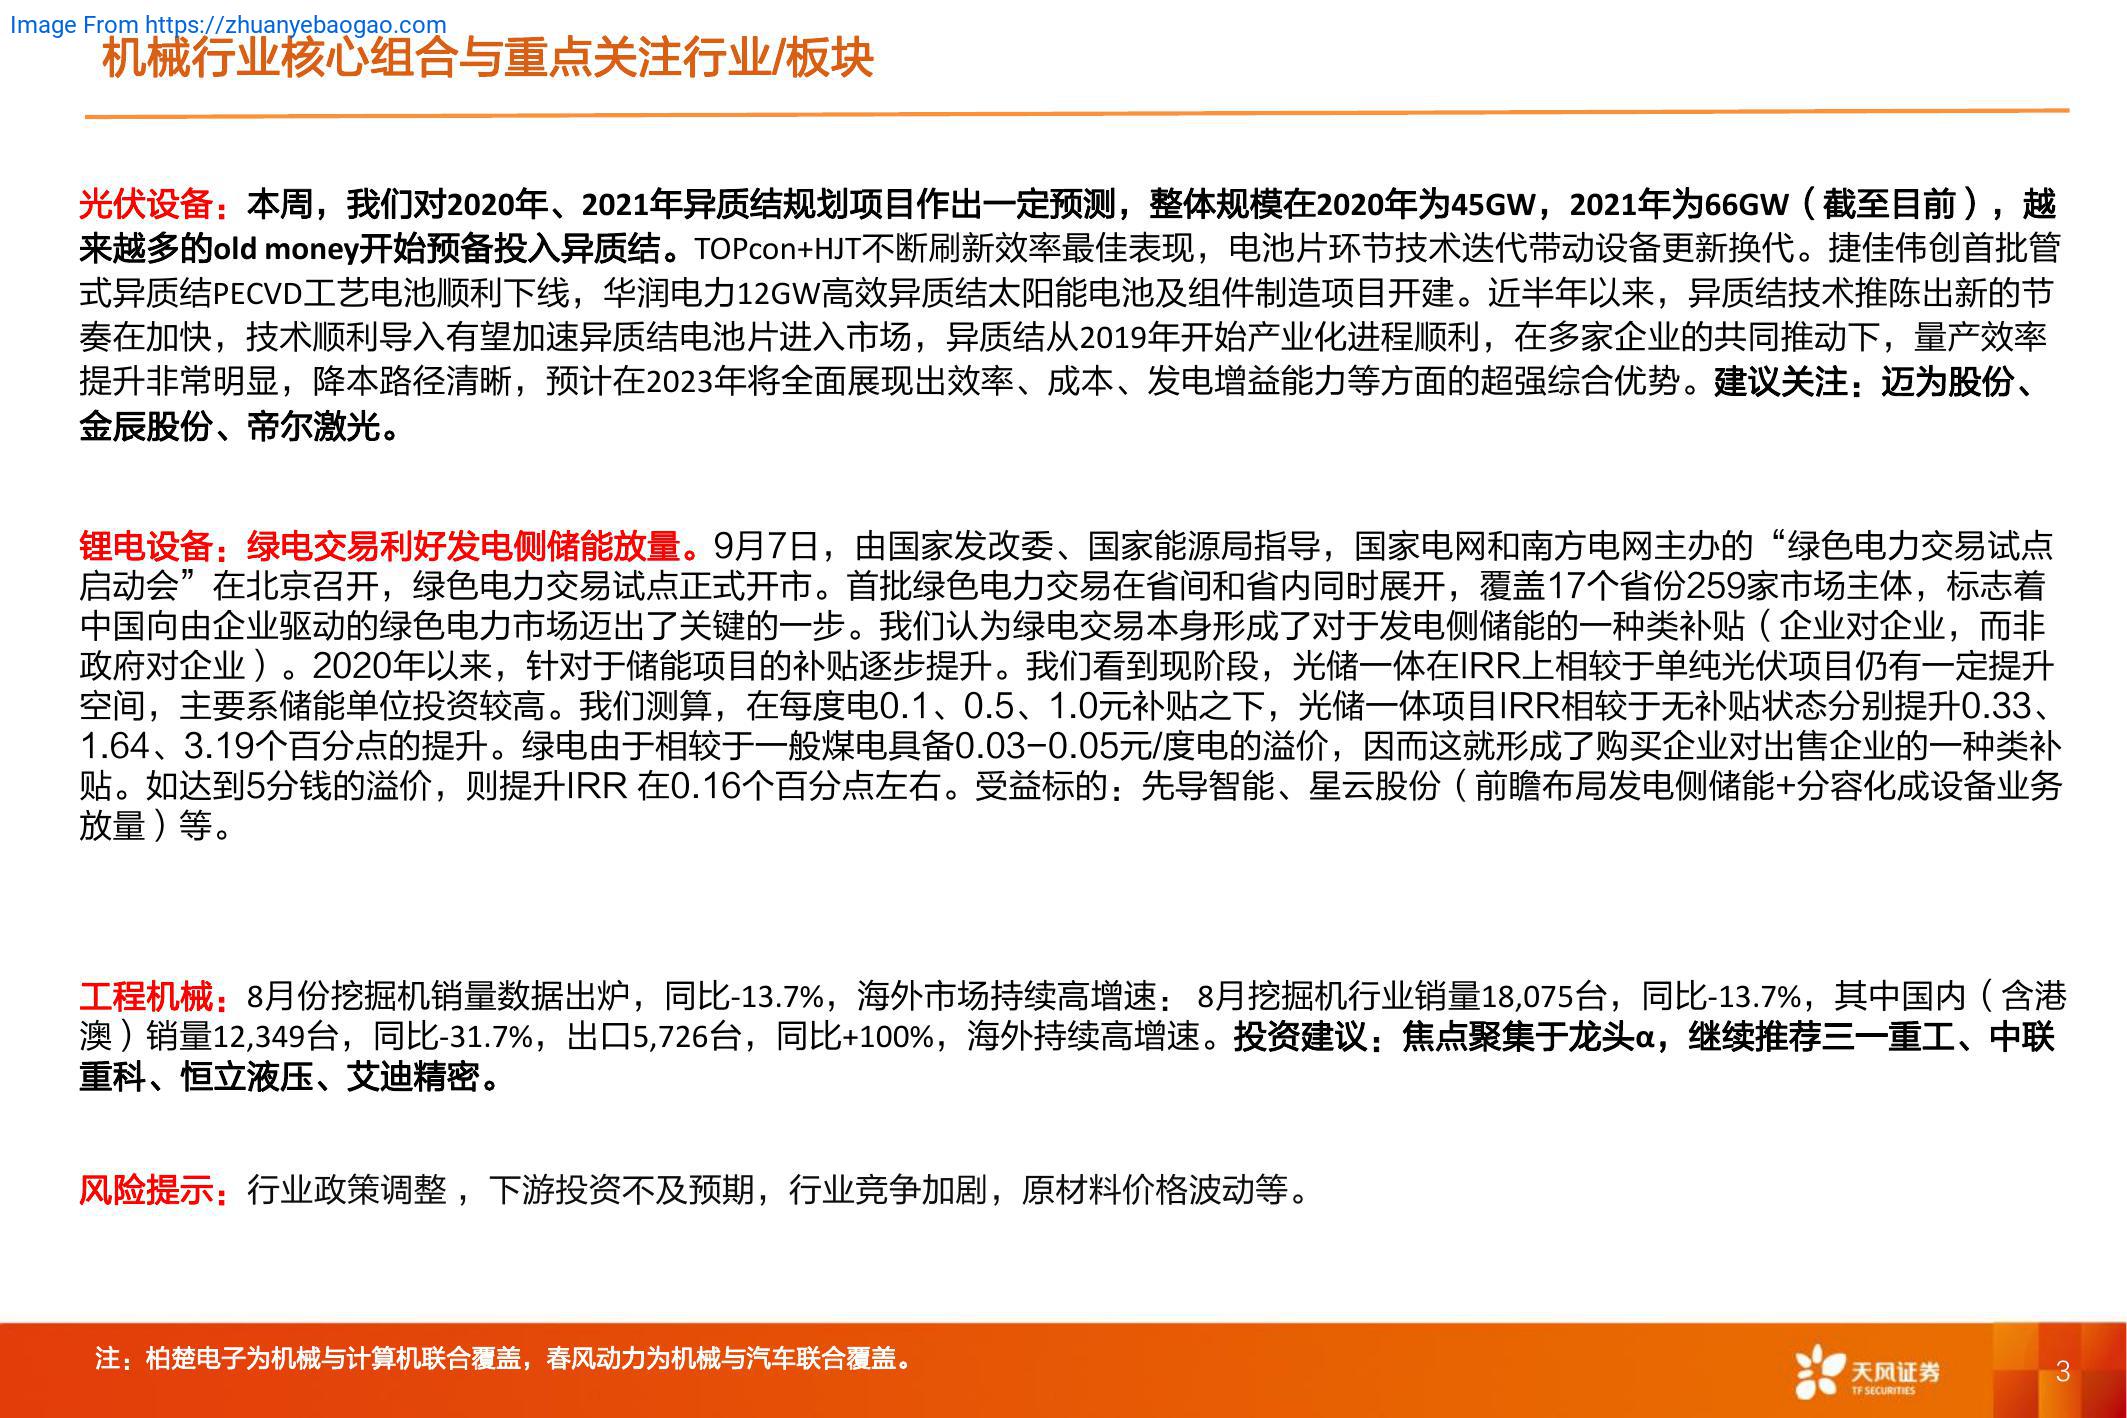 Image From https://zhuanyebaogao.com
机械行业核心组合与重点关注行业/板块
光伏设备：本周，我们对2020年、2021年异质结规划项目作出一定预测，整体规模在2020年为45GW，2021年为66GW（截至目前），越
来越多的old money开始预备投入异质结。TOPcon+HJT不断刷新效率最佳表现，电池片环节技术迭代带动设备更新换代。捷佳伟创首批管
式异质结PECVD工艺电池顺利下线，华润电力12GW高效异质结太阳能电池及组件制造项目开建。近半年以来，异质结技术推陈出新的节
奏在加快，技术顺利导入有望加速异质结电池片进入市场，异质结从2019年开始产业化进程顺利，在多家企业的共同推动下，量产效率
提升非常明显，降本路径清晰，预计在2023年将全面展现出效率、成本、发电增益能力等方面的超强综合优势。建议关注：迈为股份、
金辰股份、帝尔激光。
锂电设备：绿电交易利好发电侧储能放量。9月7日，由国家发改委、国家能源局指导，国家电网和南方电网主办的“绿色电力交易试点
启动会”在北京召开，绿色电力交易试点正式开市。首批绿色电力交易在省间和省内同时展开，覆盖17个省份259家市场主体，标志着
中国向由企业驱动的绿色电力市场迈出了关键的一步。我们认为绿电交易本身形成了对于发电侧储能的一种类补贴（企业对企业，而非
政府对企业）。2020年以来，针对于储能项目的补贴逐步提升。我们看到现阶段，光储一体在IRR上相较于单纯光伏项目仍有一定提升
空间，主要系储能单位投资较高。我们测算，在每度电0.1、0.5、1.0元补贴之下，光储一体项目IRR相较于无补贴状态分别提升0.33、
1.64、3.19个百分点的提升。绿电由于相较于一般煤电具备0.03-0.05元/度电的溢价，因而这就形成了购买企业对出售企业的一种类补
贴。如达到5分钱的溢价，则提升IRR 在0.16个百分点左右。受益标的：先导智能、星云股份（前瞻布局发电侧储能+分容化成设备业务
放量）等。
工程机械：8月份挖掘机销量数据出炉，同比-13.7%，海外市场持续高增速： 8月挖掘机行业销量18,075台，同比-13.7%，其中国内（含港
澳）销量12,349台，同比-31.7%，出口5,726台，同比+100%，海外持续高增速。投资建议：焦点聚集于龙头α，继续推荐三一重工、中联
重科、恒立液压、艾迪精密。
风险提示：行业政策调整 ，下游投资不及预期，行业竞争加剧，原材料价格波动等。
注：柏楚电子为机械与计算机联合覆盖，春风动力为机械与汽车联合覆盖。
天风证券
TF SECURITIES
3